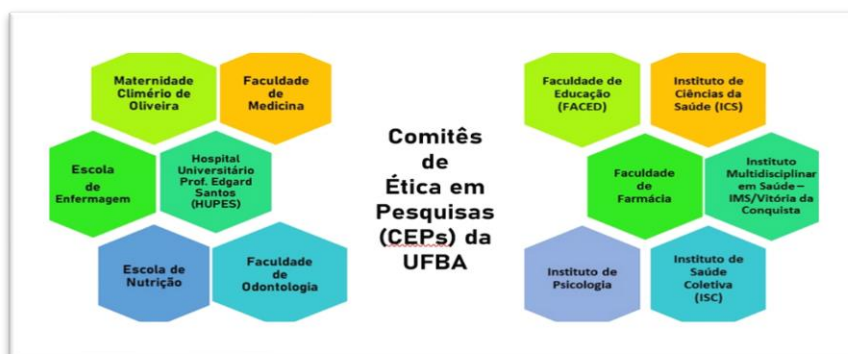 Maternidade
Climério de
Oliveira
Faculdade
de
Medicina
Escola
de
Enfermagem
Hospital
Universitário
Prof. Edgard
Santos
(HUPES)
Escola de
Nutrição
Faculdade
de
Odontologia
Comitês
de
Ética em
Pesquisas
(CEPs) da
UFBA
Faculdade de
Educação
(FACED)
Instituto de
Ciências da
Saúde (ICS)
Faculdade
de
Farmácia
Instituto
Multidisciplinar
em Saúde –
IMS/Vitória da
Conquista
Instituto de
Psicologia
Instituto de
Saúde
Coletiva
(ISC)